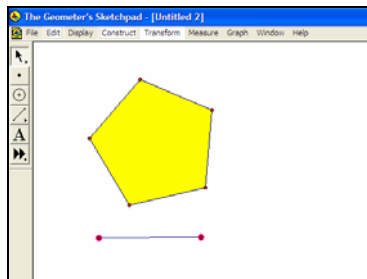 The Geometer's Sketchpad - [Untitled 2]
File Edit Display Construct Transform Measure Graph Window Help
A